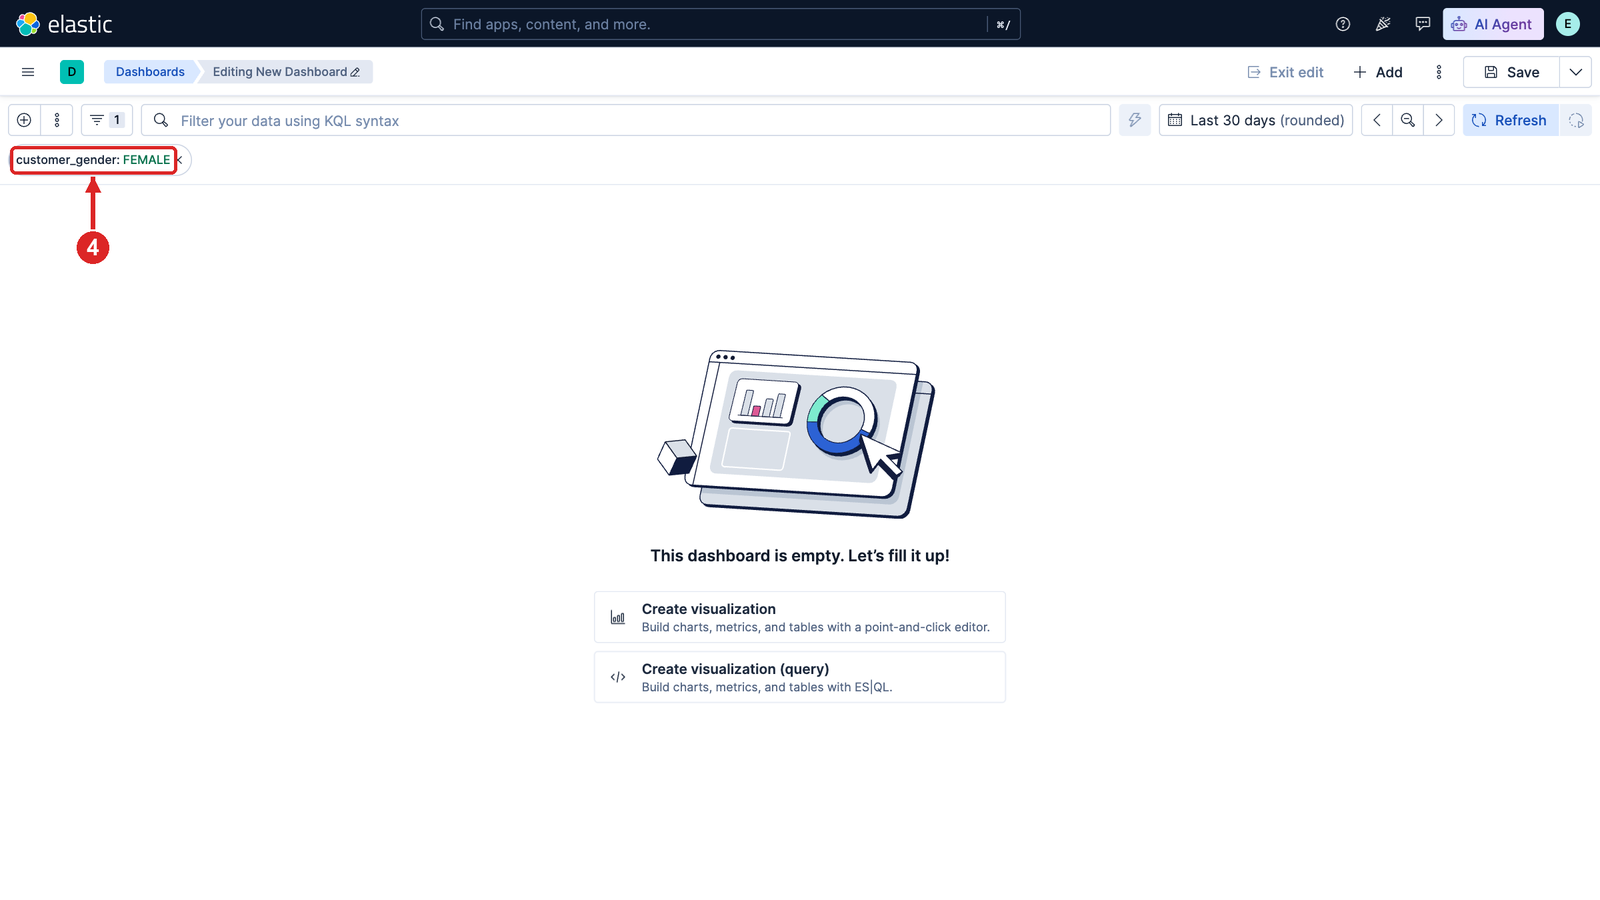 elastic
Find apps, content, and more.
⌘/
AI Agent
E
D
Dashboards
Editing New Dashboard
Exit edit
Add
Save
1
Filter your data using KQL syntax
Last 30 days (rounded)
Refresh
customer_gender: FEMALE
4
This dashboard is empty. Let’s fill it up!
Create visualization
Build charts, metrics, and tables with a point-and-click editor.
Create visualization (query)
Build charts, metrics, and tables with ES|QL.